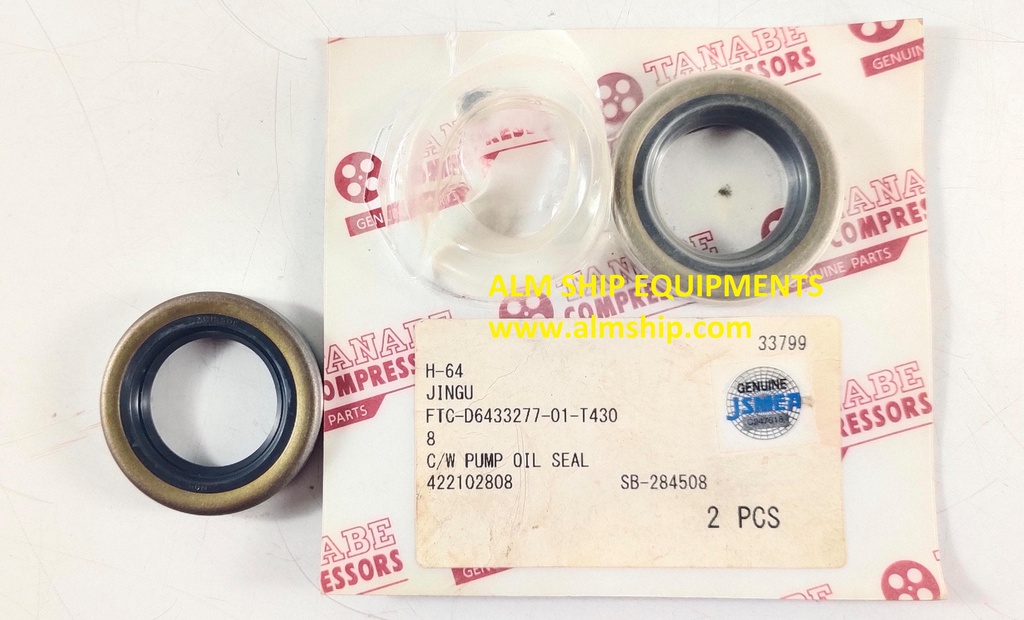 TANABE
COMPRESSORS
GENUINE PARTS
ALM SHIP EQUIPMENTS
www.almship.com
33799
H-64
JINGU
FTC-D6433277-01-T430
8
C/W PUMP OIL SEAL
422102808 SB-284508
2 PCS
GENUINE
JSMEA